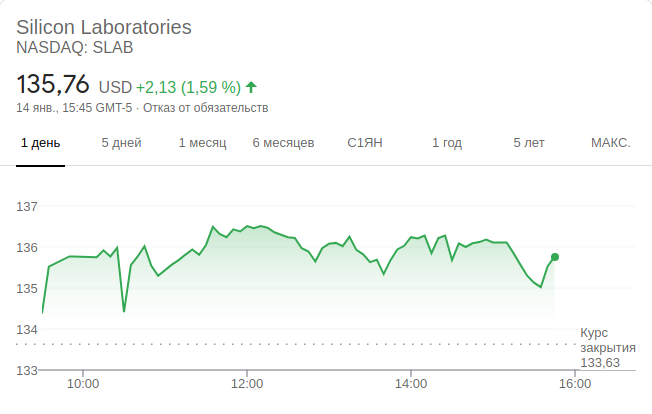 Silicon Laboratories
NASDAQ: SLAB
135,76 USD +2,13 (1,59 %)
14 янв., 15:45 GMT-5 · Отказ от обязательств
1 день 5 дней 1 месяц 6 месяцев С1ЯН 1 год 5 лет МАКС.
137
136
135
134
Курс
закрытия
133,63
133
10:00 12:00 14:00 16:00